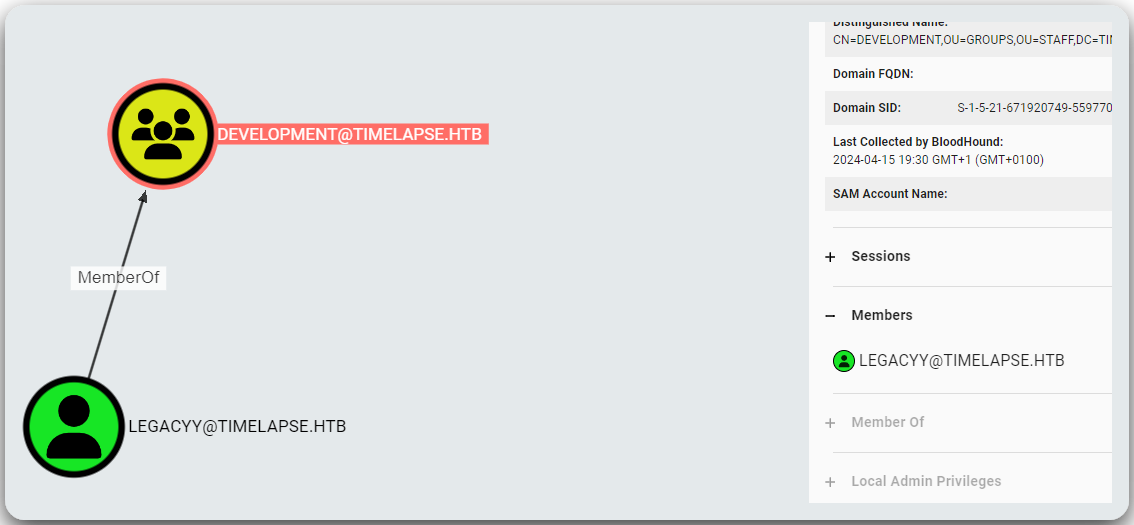 DEVELOPMENT@TIMELAPSE.HTB
MemberOf
LEGACYY@TIMELAPSE.HTB
Distinguished Name:
CN=DEVELOPMENT,OU=GROUPS,OU=STAFF,DC=TI
Domain FQDN:
Domain SID: S-1-5-21-671920749-559770
Last Collected by BloodHound:
2024-04-15 19:30 GMT+1 (GMT+0100)
SAM Account Name:
+ Sessions
− Members
LEGACYY@TIMELAPSE.HTB
+ Member Of
+ Local Admin Privileges